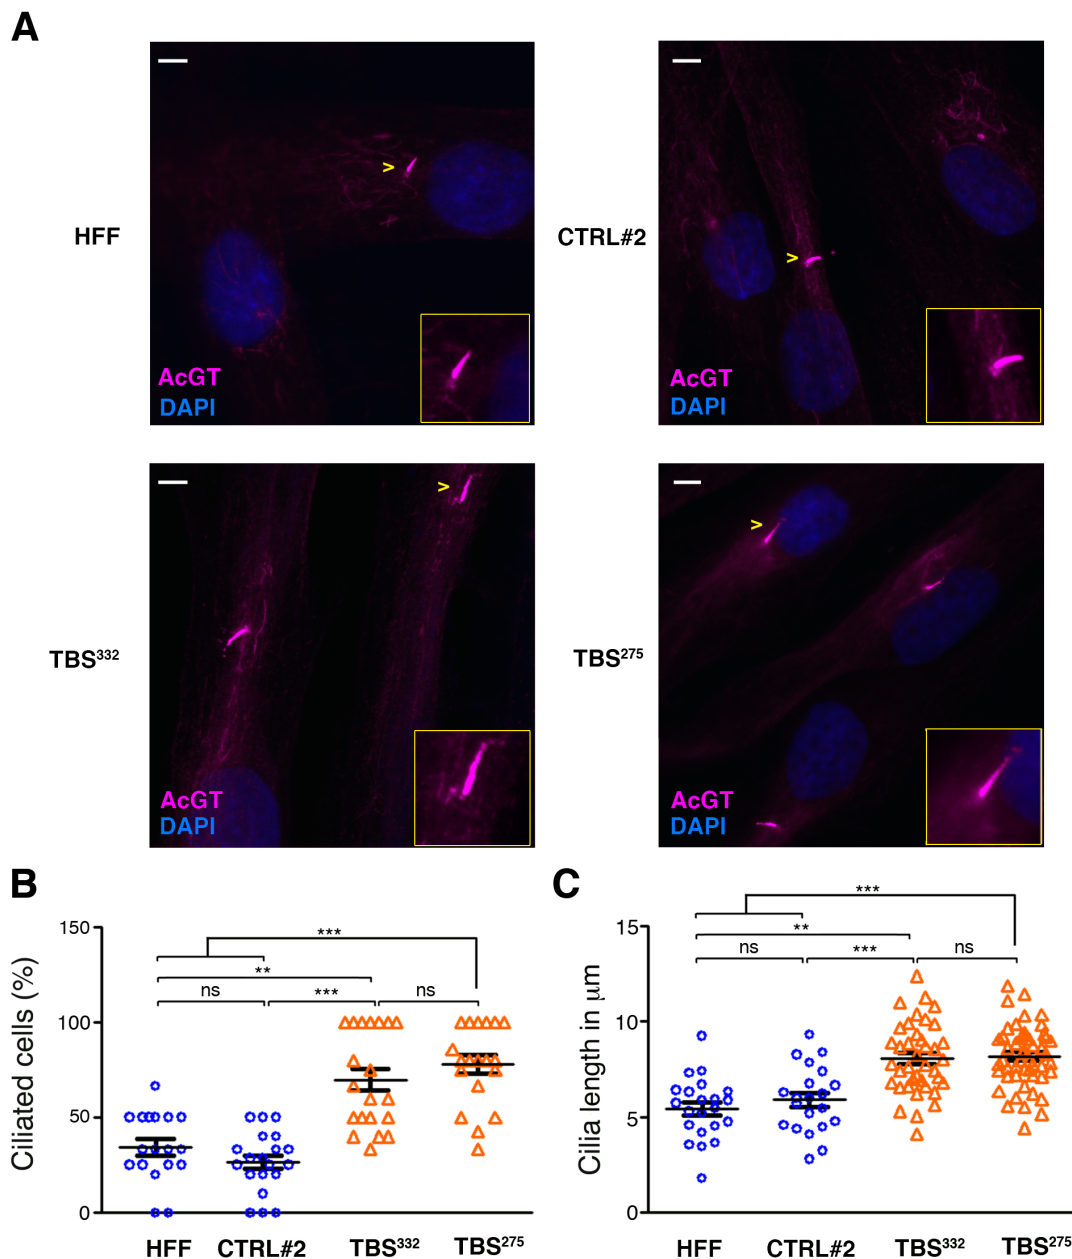 A
HFF
AcGT
DAPI
>
CTRL#2
AcGT
DAPI
>
TBS³³²
AcGT
DAPI
>
TBS²⁷⁵
AcGT
DAPI
>
B
Ciliated cells (%)
150
100
50
0
***
**
ns
***
ns
HFF
CTRL#2
TBS³³²
TBS²⁷⁵
C
Cilia length in μm
15
10
5
0
***
**
ns
***
ns
HFF
CTRL#2
TBS³³²
TBS²⁷⁵